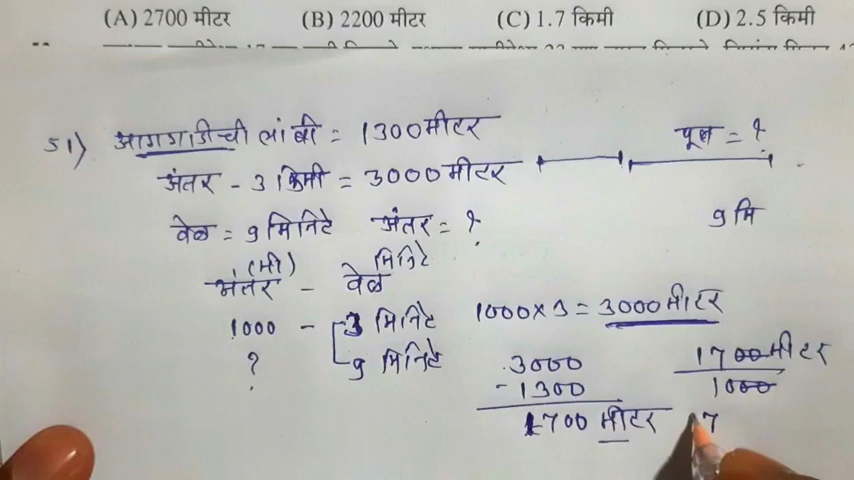 (A) 2700 मीटर (B) 2200 मीटर (C) 1.7 किमी (D) 2.5 किमी
51) आगगाडीची लांबी = 1300 मीटर पूल = ?
अंतर - 3 किमी = 3000 मीटर
वेळ = 9 मिनिटे अंतर = ? 9 मि
(मी) मिनिटे
अंतर - वेळ
1000 - 3 मिनिटे 1000 x 3 = 3000 मीटर
? 9 मिनिटे
3000
- 1300
1700 मीटर
1700 मीटर
1000
17